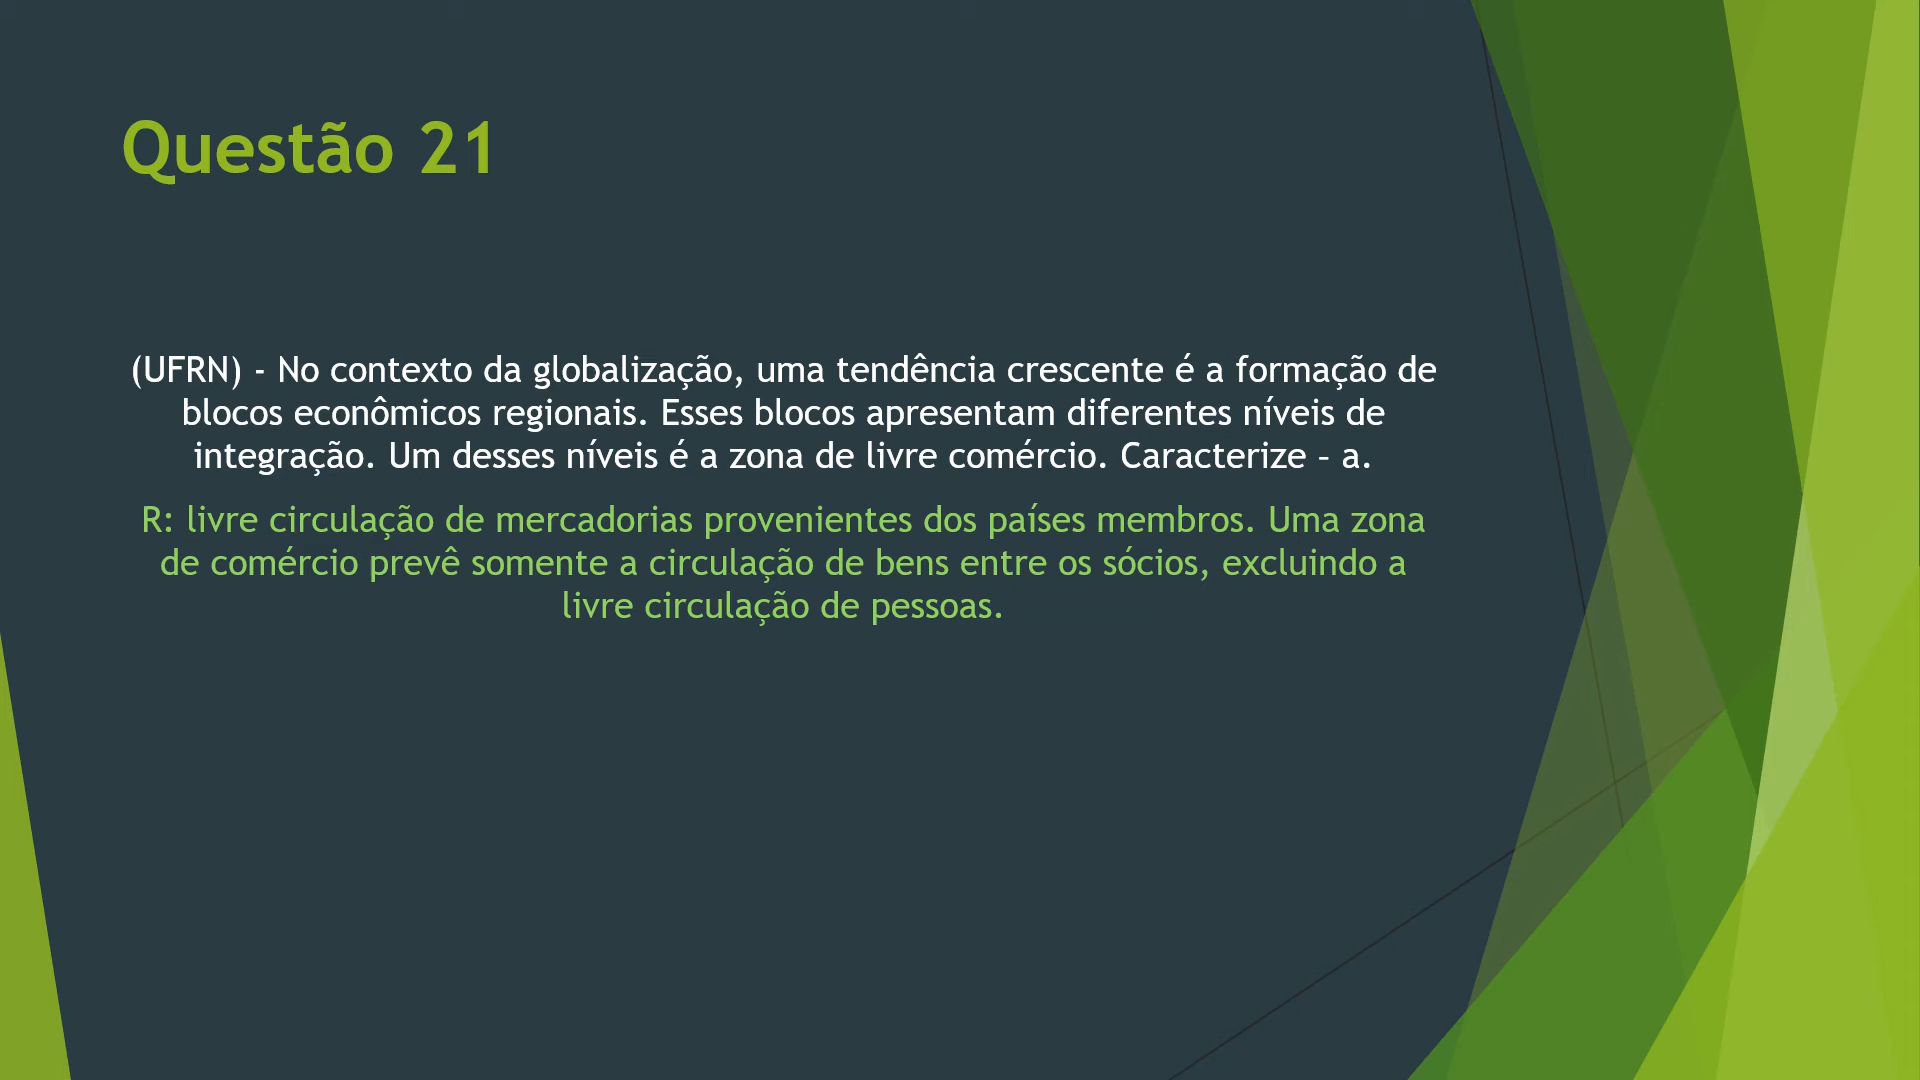 Questão 21
(UFRN) - No contexto da globalização, uma tendência crescente é a formação de
blocos econômicos regionais. Esses blocos apresentam diferentes níveis de
integração. Um desses níveis é a zona de livre comércio. Caracterize – a.
R: livre circulação de mercadorias provenientes dos países membros. Uma zona
de comércio prevê somente a circulação de bens entre os sócios, excluindo a
livre circulação de pessoas.